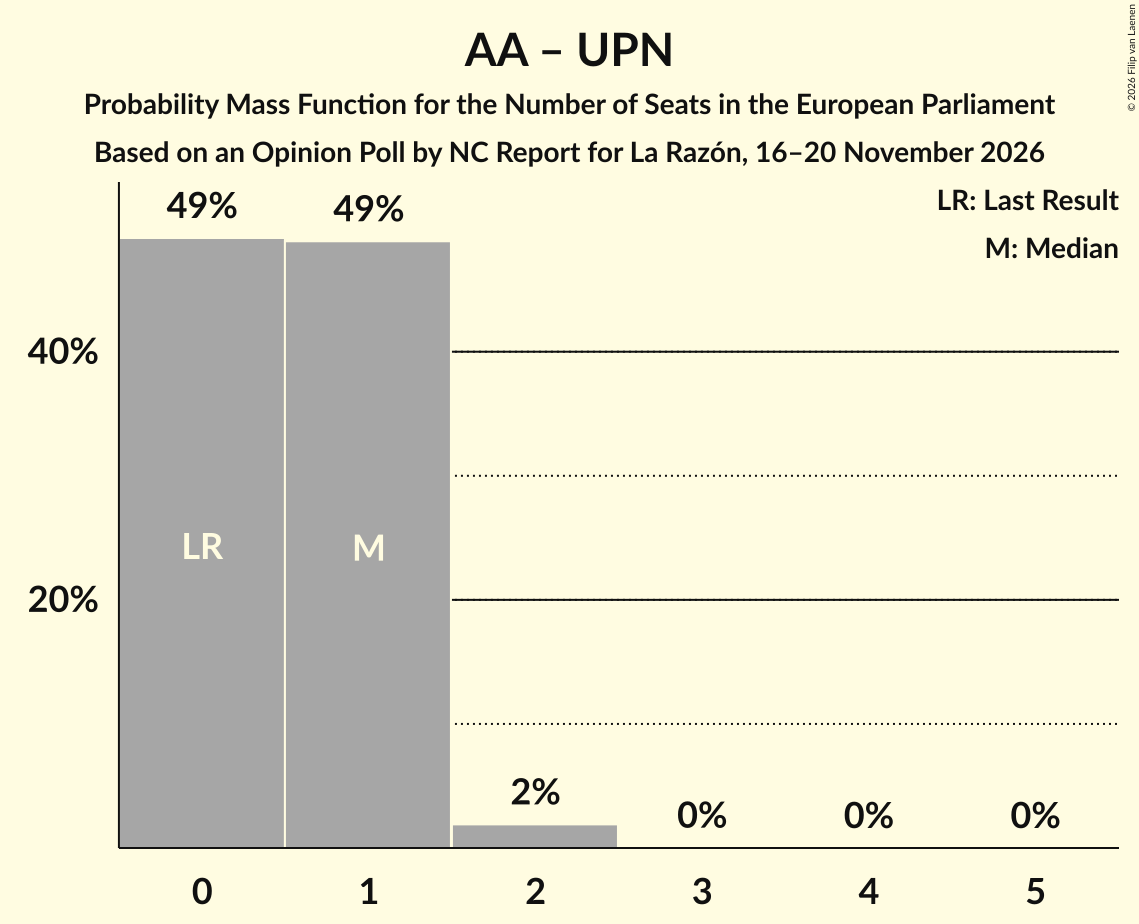 AA – UPN
Probability Mass Function for the Number of Seats in the European Parliament
Based on an Opinion Poll by NC Report for La Razón, 16–20 November 2026
© 2026 Filip van Laenen
LR: Last Result
M: Median
49%
49%
40%
LR
M
20%
2%
0%
0%
0%
0
1
2
3
4
5